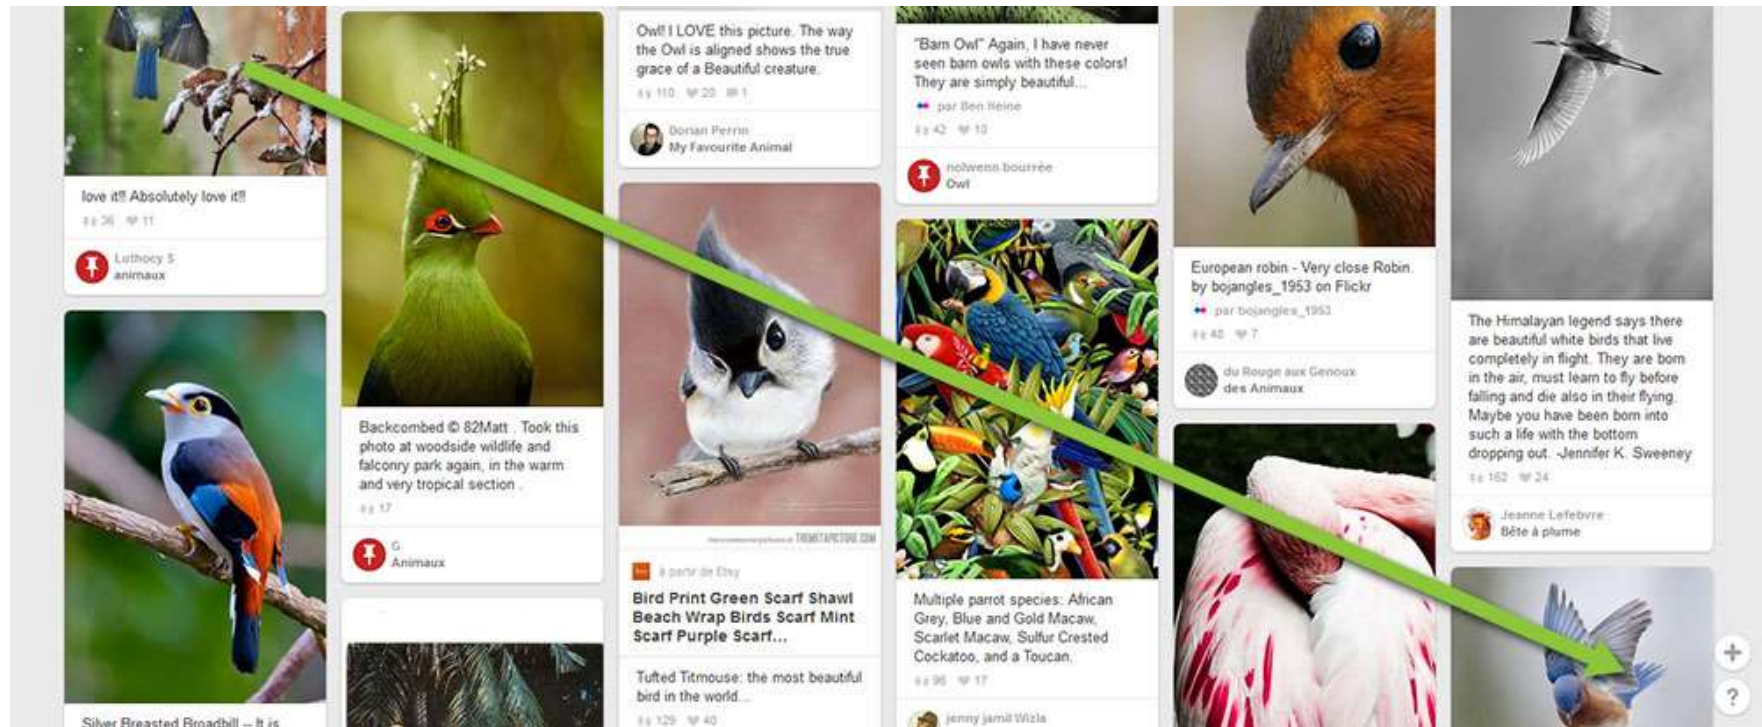 love it!! Absolutely love it!!
36 11
Luthocy S
animaux
Silver Breasted Broadbill -- It is
Backcombed © 82Matt . Took this
photo at woodside wildlife and
falconry park again, in the warm
and very tropical section .
17
G
Animaux
Owl! I LOVE this picture. The way
the Owl is aligned shows the true
grace of a Beautiful creature.
110 20 1
Dorian Perrin
My Favourite Animal
THEMETAPICTURE.COM
à partir de Etsy
Bird Print Green Scarf Shawl
Beach Wrap Birds Scarf Mint
Scarf Purple Scarf...
Tufted Titmouse: the most beautiful
bird in the world...
129 40
"Barn Owl" Again, I have never
seen barn owls with these colors!
They are simply beautiful...
par Ben Heine
42 10
nolwenn bourrée
Owl
Multiple parrot species: African
Grey, Blue and Gold Macaw,
Scarlet Macaw, Sulfur Crested
Cockatoo, and a Toucan.
96 17
jenny jamil Wizla
European robin - Very close Robin.
by bojangles_1953 on Flickr
par bojangles_1953
48 7
du Rouge aux Genoux
des Animaux
The Himalayan legend says there
are beautiful white birds that live
completely in flight. They are born
in the air, must learn to fly before
falling and die also in their flying.
Maybe you have been born into
such a life with the bottom
dropping out. -Jennifer K. Sweeney
162 24
Jeanne Lefebvre
Bête à plume
+
?